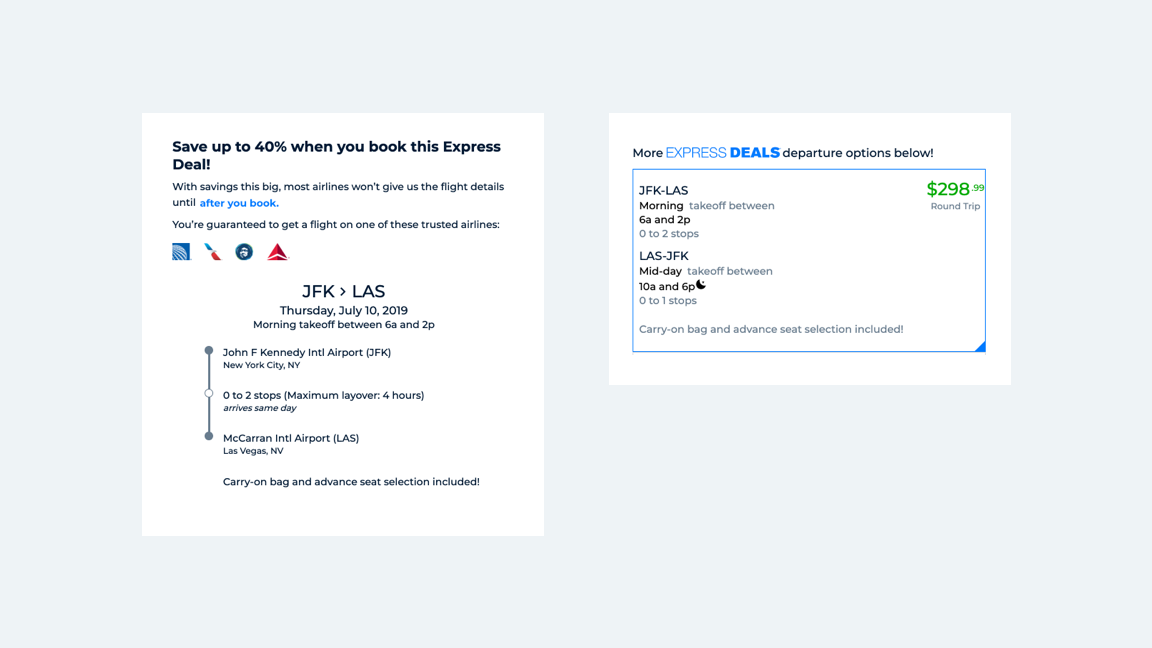 Save up to 40% when you book this Express
Deal!
With savings this big, most airlines won’t give us the flight details
until after you book.
You’re guaranteed to get a flight on one of these trusted airlines:
JFK > LAS
Thursday, July 10, 2019
Morning takeoff between 6a and 2p
John F Kennedy Intl Airport (JFK)
New York City, NY
0 to 2 stops (Maximum layover: 4 hours)
arrives same day
McCarran Intl Airport (LAS)
Las Vegas, NV
Carry-on bag and advance seat selection included!
More EXPRESS DEALS departure options below!
JFK-LAS
$298.99
Morning takeoff between
Round Trip
6a and 2p
0 to 2 stops
LAS-JFK
Mid-day takeoff between
10a and 6p
0 to 1 stops
Carry-on bag and advance seat selection included!